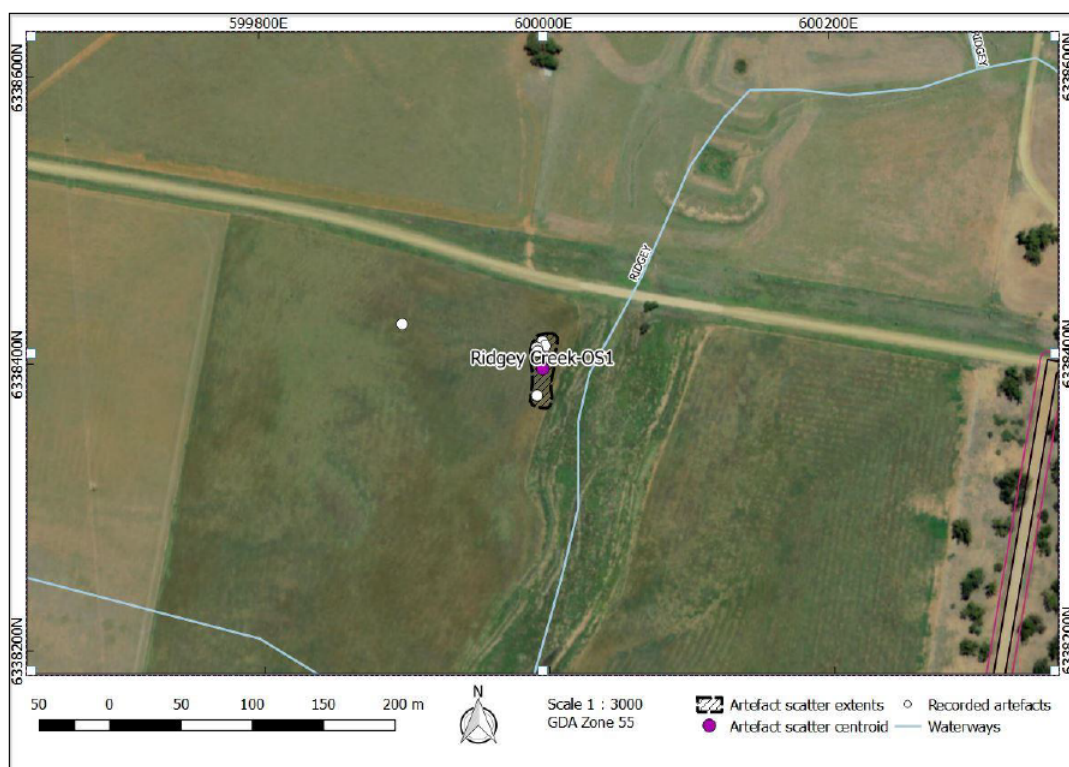 599800E 600000E 600200E
6338600N 6338600N
RIDGEY
RIDGEY
6338400N 6338400N
Ridgey Creek-OS1
6338200N 6338200N
50 0 50 100 150 200 m
N
Scale 1 : 3000
GDA Zone 55
Artefact scatter extents
Artefact scatter centroid
Recorded artefacts
Waterways